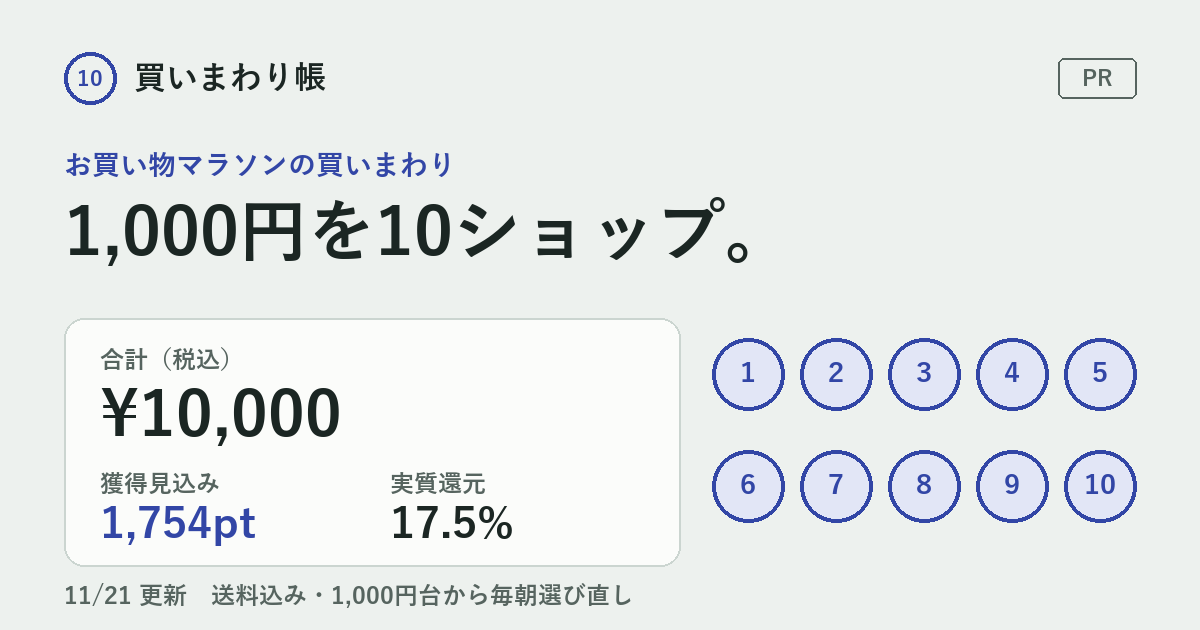 10 買いまわり帳
PR
お買い物マラソンの買いまわり
1,000円を10ショップ。
合計（税込）
¥10,000
獲得見込み 実質還元
1,754pt 17.5%
1 2 3 4 5
6 7 8 9 10
11/21 更新　送料込み・1,000円台から毎朝選び直し